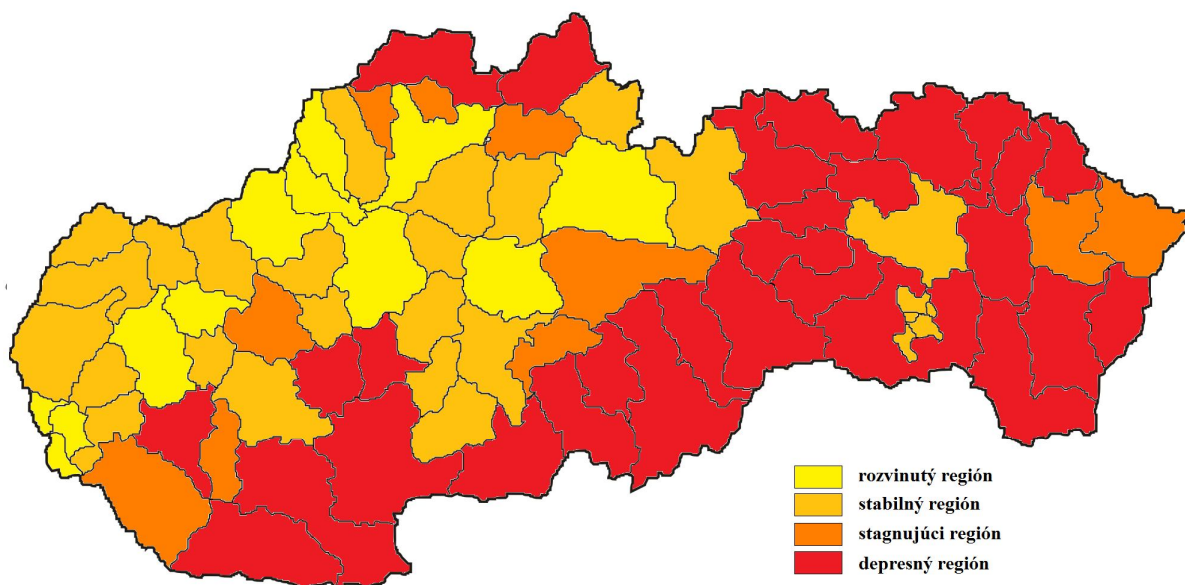 rozvinutý región
stabilný región
stagnujúci región
depresný región